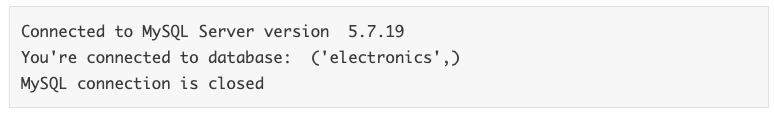 Connected to MySQL Server version  5.7.19
You're connected to database:  ('electronics',)
MySQL connection is closed